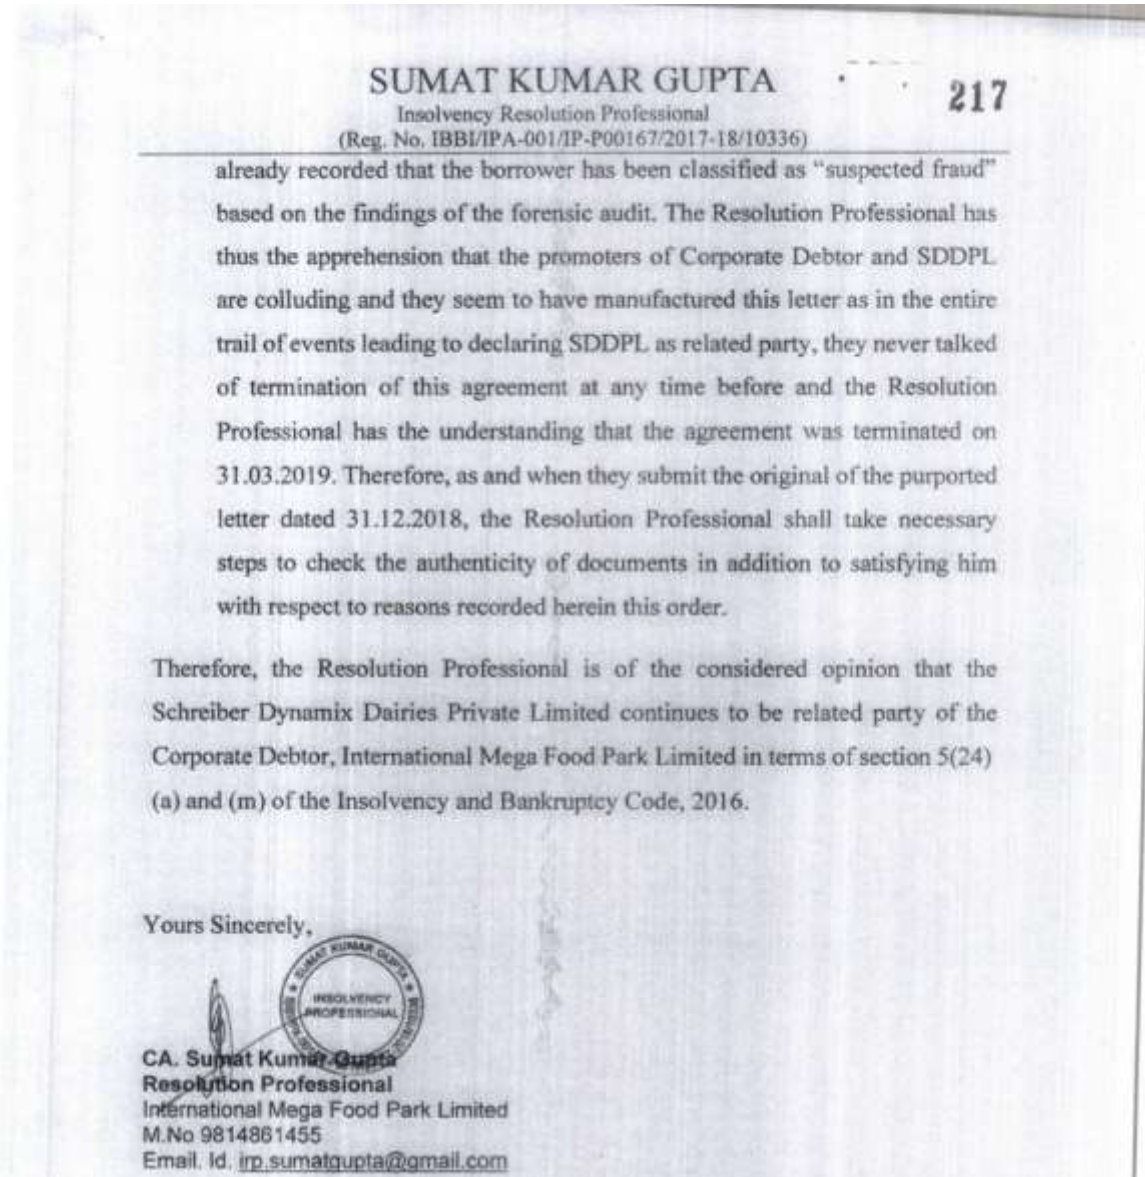 SUMAT KUMAR GUPTA
217
Insolvency Resolution Professional
(Reg. No. IBBI/IPA-001/IP-P00167/2017-18/10336)
already recorded that the borrower has been classified as “suspected fraud”
based on the findings of the forensic audit. The Resolution Professional has
thus the apprehension that the promoters of Corporate Debtor and SDDPL
are colluding and they seem to have manufactured this letter as in the entire
trail of events leading to declaring SDDPL as related party, they never talked
of termination of this agreement at any time before and the Resolution
Professional has the understanding that the agreement was terminated on
31.03.2019. Therefore, as and when they submit the original of the purported
letter dated 31.12.2018, the Resolution Professional shall take necessary
steps to check the authenticity of documents in addition to satisfying him
with respect to reasons recorded herein this order.
Therefore, the Resolution Professional is of the considered opinion that the
Schreiber Dynamix Dairies Private Limited continues to be related party of the
Corporate Debtor, International Mega Food Park Limited in terms of section 5(24)
(a) and (m) of the Insolvency and Bankruptcy Code, 2016.
Yours Sincerely,
SUMAT KUMAR GUPTA
INSOLVENCY
PROFESSIONAL
CA. Sumat Kumar Gupta
Resolution Professional
International Mega Food Park Limited
M.No 9814861455
Email. Id. irp.sumatgupta@gmail.com